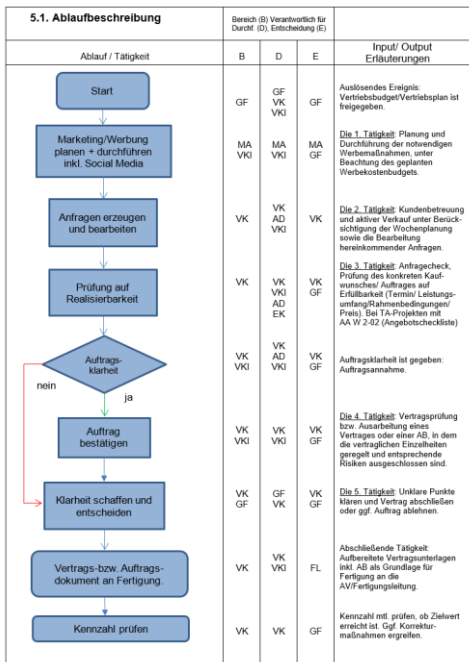 5.1. Ablaufbeschreibung
Bereich (B) Verantwortlich für
Durchf. (D), Entscheidung (E)
Ablauf / Tätigkeit
B
D
E
Input/ Output
Erläuterungen
Start
GF
GF
VK
VKI
GF
Auslösendes Ereignis:
Vertriebsbudget/Vertriebsplan ist
freigegeben.
Marketing/Werbung
planen + durchführen
inkl. Social Media
MA
VKI
MA
VKI
MA
GF
Die 1. Tätigkeit: Planung und
Durchführung der notwendigen
Werbemaßnahmen, unter
Beachtung des geplanten
Werbekostenbudgets.
Anfragen erzeugen
und bearbeiten
VK
VK
AD
VKI
VK
Die 2. Tätigkeit: Kundenbetreuung
und aktiver Verkauf unter Berück-
sichtigung der Wochenplanung
sowie die Bearbeitung
hereinkommender Anfragen.
Prüfung auf
Realisierbarkeit
VK
VK
VKI
AD
EK
VK
GF
Die 3. Tätigkeit: Anfragecheck,
Prüfung des konkreten Kauf-
wunsches/ Auftrages auf
Erfüllbarkeit (Termin/ Leistungs-
umfang/Rahmenbedingungen/
Preis). Bei TA-Projekten mit
AA W 2-02 (Angebotscheckliste)
Auftrags-
klarheit
nein
ja
VK
VKI
VK
AD
VKI
VK
GF
Auftragsklarheit ist gegeben:
Auftragsannahme.
Auftrag
bestätigen
VK
VKI
VK
VKI
VK
GF
Die 4. Tätigkeit: Vertragsprüfung
bzw. Ausarbeitung eines
Vertrages oder einer AB, in dem
die vertraglichen Einzelheiten
geregelt und entsprechende
Risiken ausgeschlossen sind.
Klarheit schaffen und
entscheiden
VK
GF
GF
VK
VK
GF
Die 5. Tätigkeit: Unklare Punkte
klären und Vertrag abschließen
oder ggf. Auftrag ablehnen.
Vertrags-bzw. Auftrags-
dokument an Fertigung.
VK
VK
VKI
FL
Abschließende Tätigkeit:
Aufbereitete Vertragsunterlagen
inkl. AB als Grundlage für
Fertigung an die
AV/Fertigungsleitung.
Kennzahl prüfen
VK
VK
GF
Kennzahl mtl. prüfen, ob Zielwert
erreicht ist. Ggf. Korrektur-
maßnahmen ergreifen.